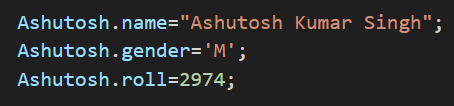 Ashutosh.name="Ashutosh Kumar Singh";
Ashutosh.gender='M';
Ashutosh.roll=2974;